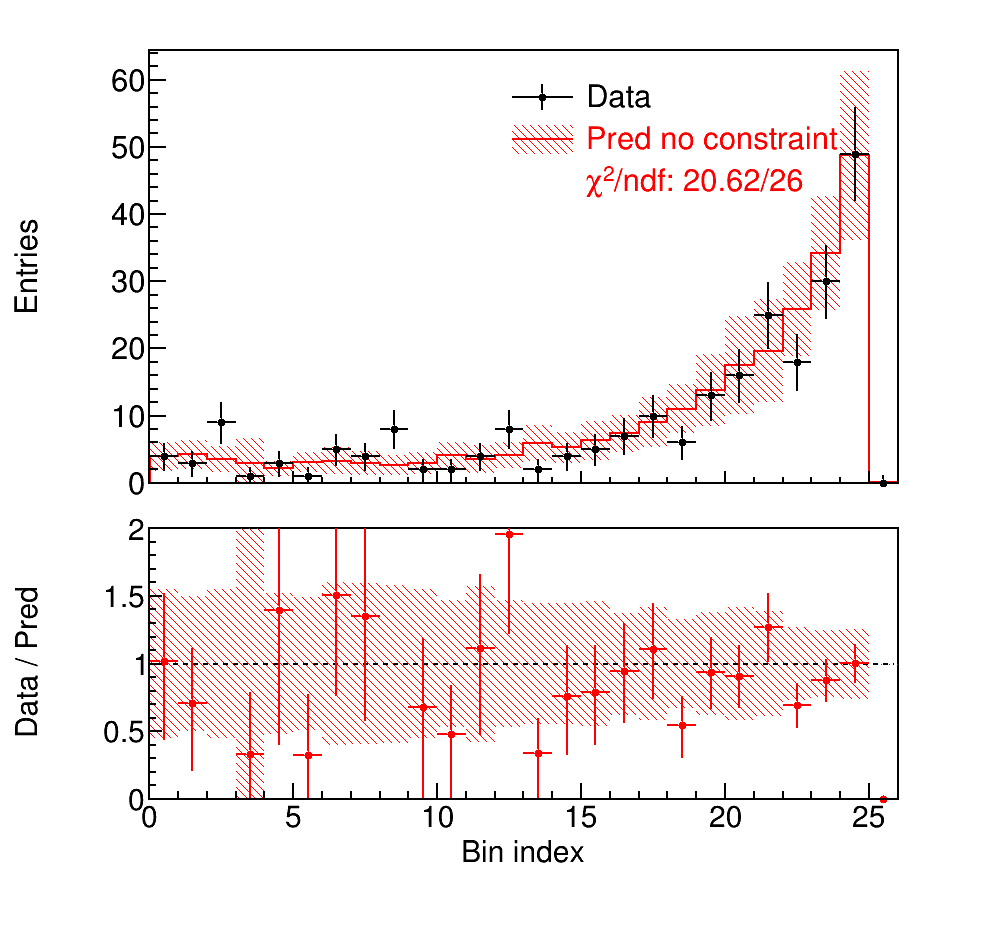 Entries
60
50
40
30
20
10
0
Data
Pred no constraint
χ²/ndf: 20.62/26
Data / Pred
2
1.5
1
0.5
0
0 5 10 15 20 25
Bin index